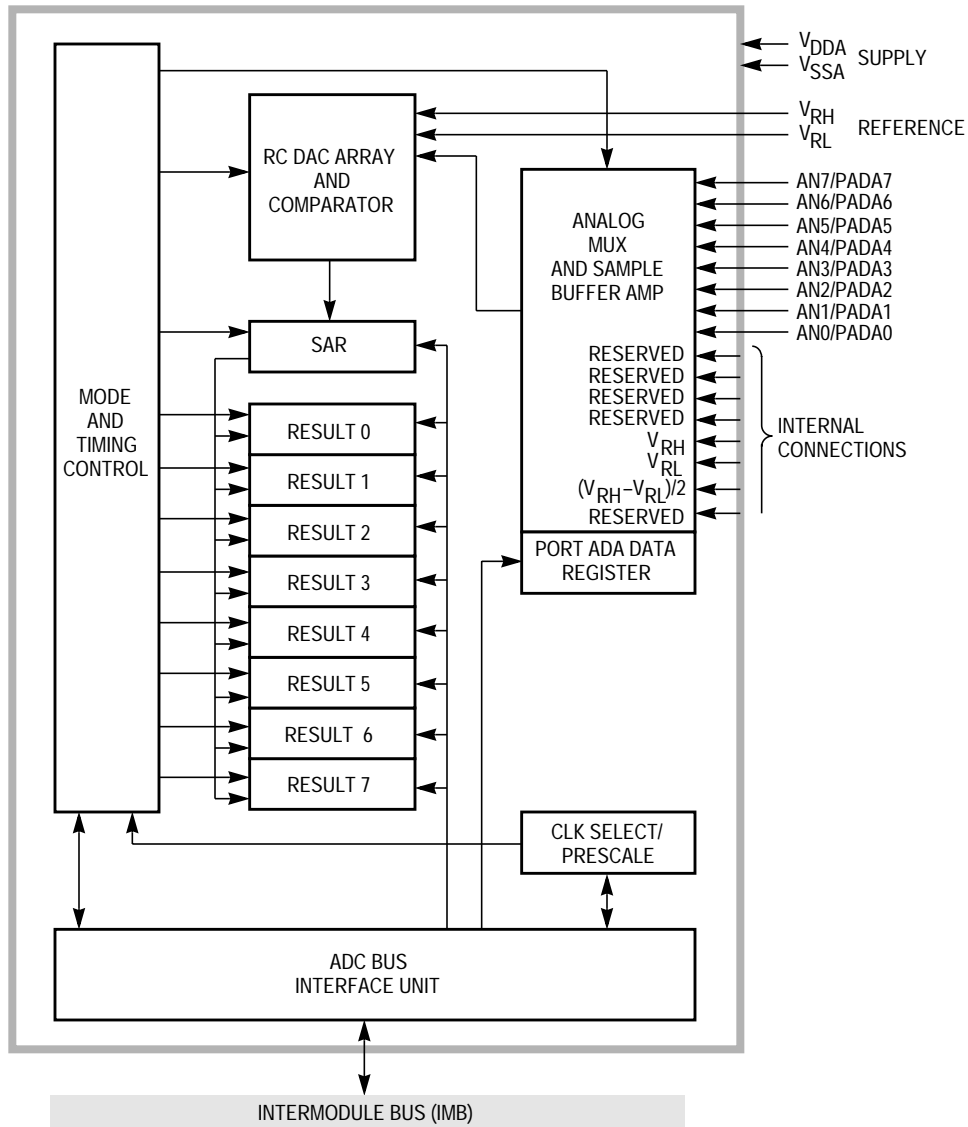 VDDA
VSSA
SUPPLY
VRH
VRL
REFERENCE
RC DAC ARRAY
AND
COMPARATOR
ANALOG
MUX
AND SAMPLE
BUFFER AMP
AN7/PADA7
AN6/PADA6
AN5/PADA5
AN4/PADA4
AN3/PADA3
AN2/PADA2
AN1/PADA1
AN0/PADA0
RESERVED
RESERVED
RESERVED
RESERVED
VRH
VRL
(VRH–VRL)/2
RESERVED
INTERNAL
CONNECTIONS
PORT ADA DATA
REGISTER
MODE
AND
TIMING
CONTROL
SAR
RESULT 0
RESULT 1
RESULT 2
RESULT 3
RESULT 4
RESULT 5
RESULT 6
RESULT 7
CLK SELECT/
PRESCALE
ADC BUS
INTERFACE UNIT
INTERMODULE BUS (IMB)